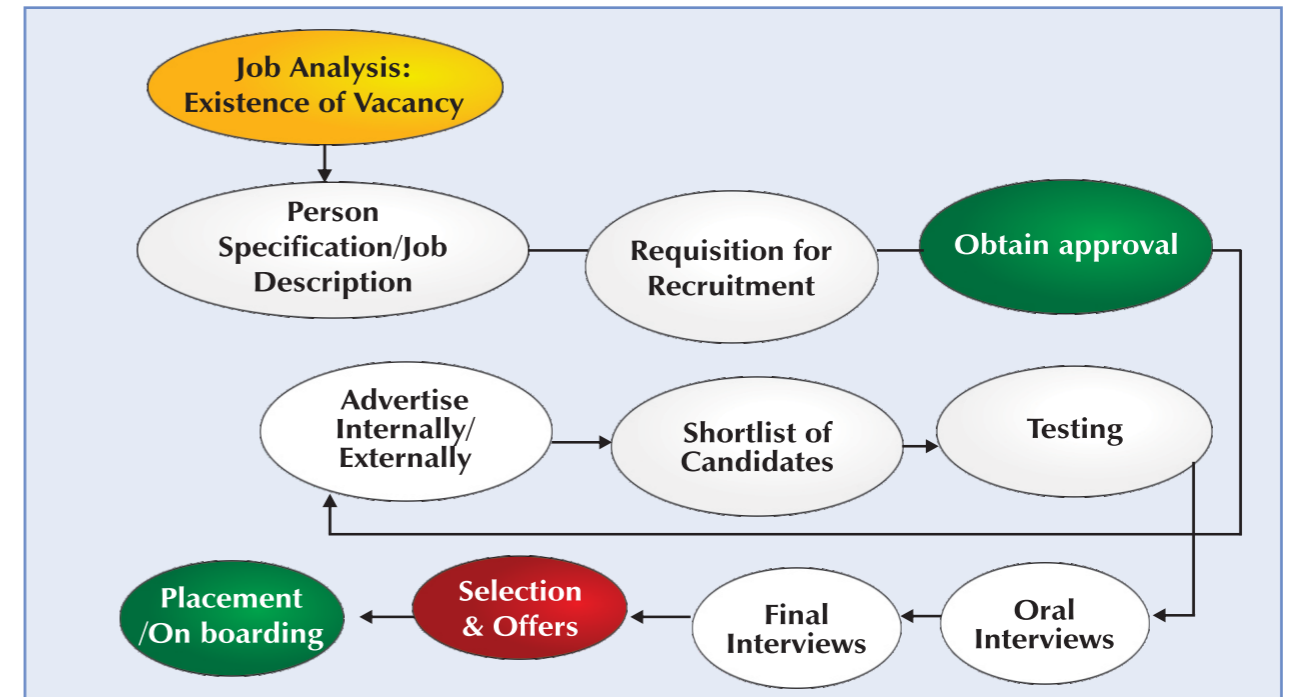 Job Analysis:
Existence of Vacancy
Person
Specification/Job
Description
Requisition for
Recruitment
Obtain approval
Advertise
Internally/
Externally
Shortlist of
Candidates
Testing
Oral
Interviews
Final
Interviews
Selection
& Offers
Placement
/On boarding